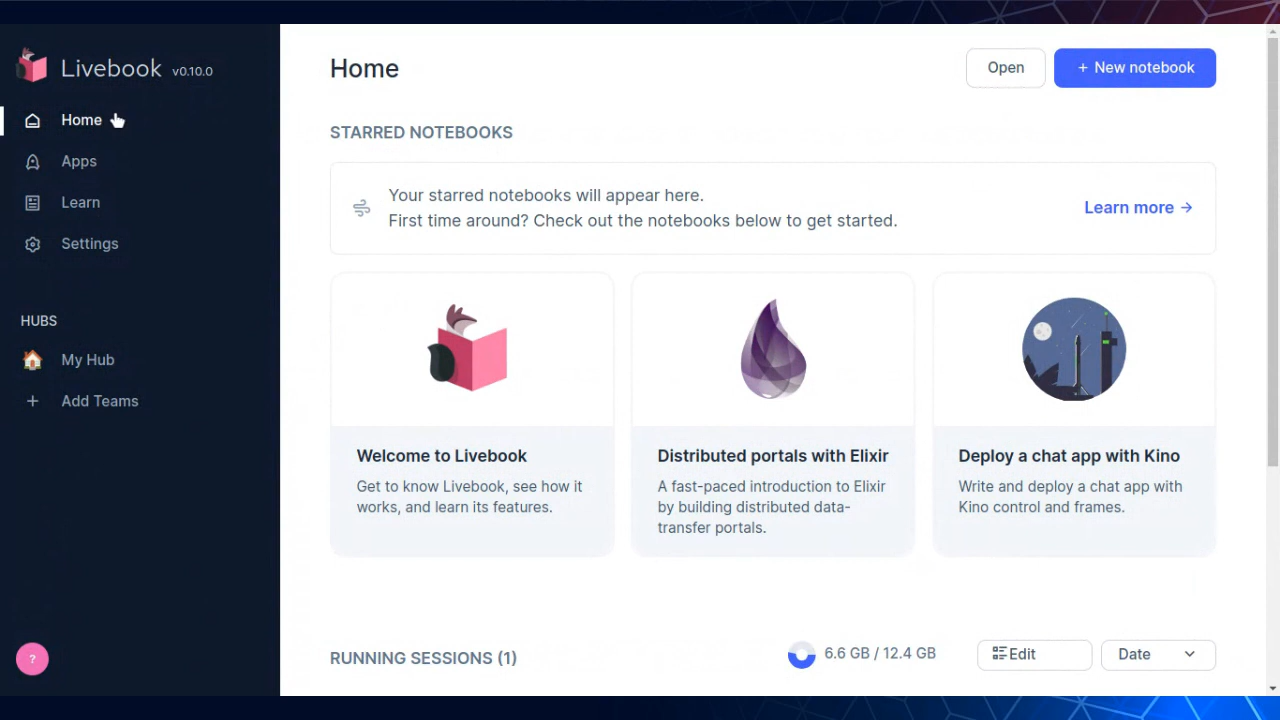 Livebook v0.10.0
Home
Apps
Learn
Settings
HUBS
My Hub
+ Add Teams
?
Home
Open
+ New notebook
STARRED NOTEBOOKS
Your starred notebooks will appear here.
First time around? Check out the notebooks below to get started.
Learn more →
Welcome to Livebook
Get to know Livebook, see how it
works, and learn its features.
Distributed portals with Elixir
A fast-paced introduction to Elixir
by building distributed data-
transfer portals.
Deploy a chat app with Kino
Write and deploy a chat app with
Kino control and frames.
RUNNING SESSIONS (1)
6.6 GB / 12.4 GB
Edit
Date